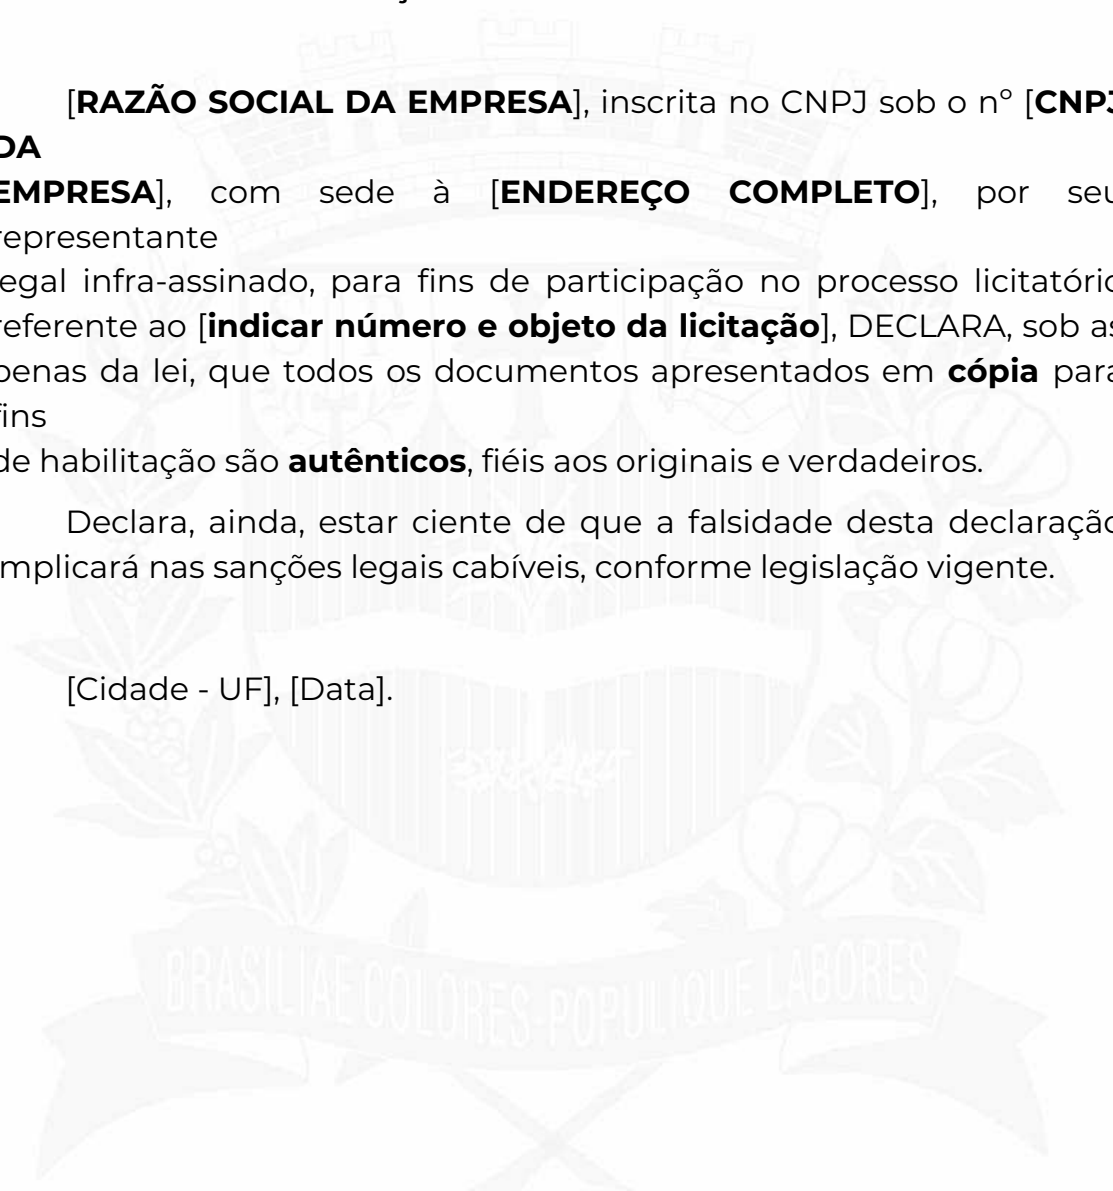 [RAZÃO SOCIAL DA EMPRESA], inscrita no CNPJ sob o nº [CNPJ
DA
EMPRESA], com sede à [ENDEREÇO COMPLETO], por seu
representante
legal infra-assinado, para fins de participação no processo licitatório
referente ao [indicar número e objeto da licitação], DECLARA, sob as
penas da lei, que todos os documentos apresentados em cópia para
fins
de habilitação são autênticos, fiéis aos originais e verdadeiros.
Declara, ainda, estar ciente de que a falsidade desta declaração
implicará nas sanções legais cabíveis, conforme legislação vigente.
[Cidade - UF], [Data].
BRASILIAE COLORES-POPULIQUE LABORES